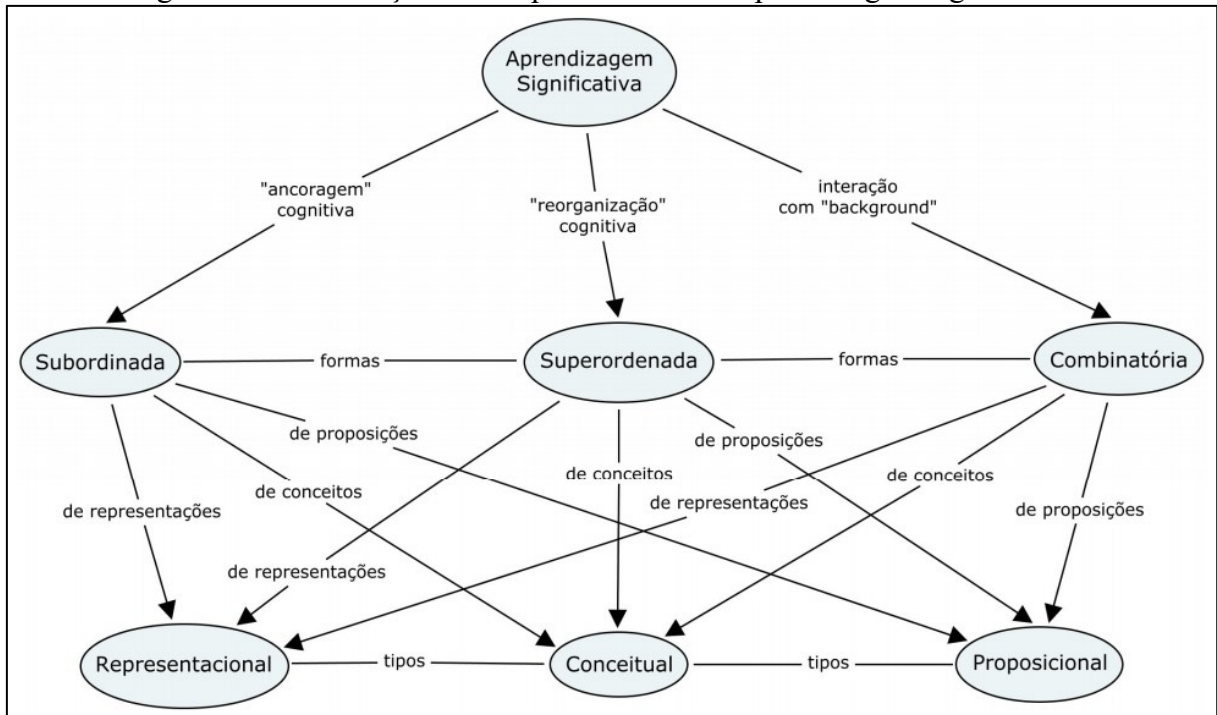 Aprendizagem
Significativa
"ancoragem"
cognitiva
"reorganização"
cognitiva
interação
com "background"
Subordinada
formas
Superordenada
formas
Combinatória
de proposições
de proposições
de conceitos
de conceitos
de conceitos
de representações
de representações
de proposições
de representações
Representacional
tipos
Conceitual
tipos
Proposicional